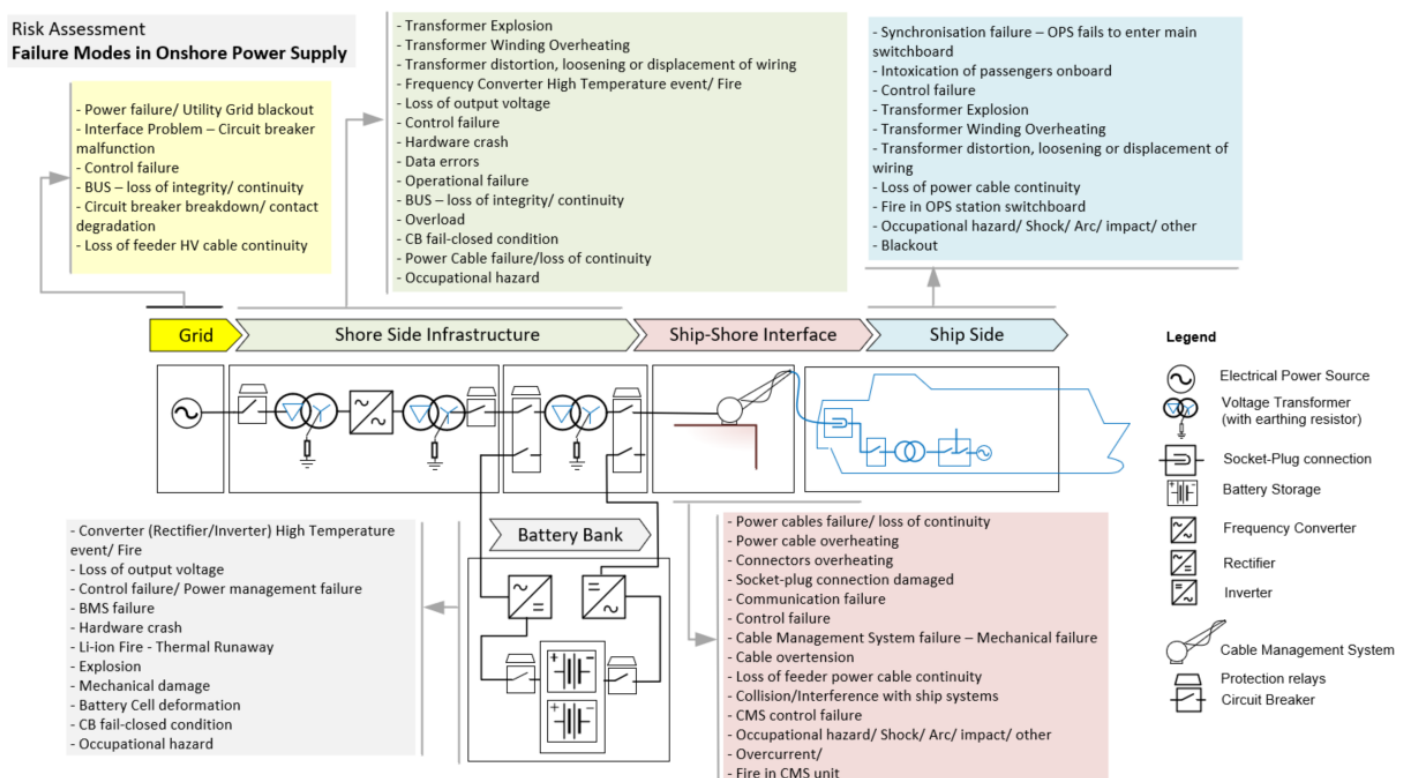 Risk Assessment
Failure Modes in Onshore Power Supply
- Power failure/ Utility Grid blackout
- Interface Problem – Circuit breaker
malfunction
- Control failure
- BUS – loss of integrity/ continuity
- Circuit breaker breakdown/ contact
degradation
- Loss of feeder HV cable continuity
- Transformer Explosion
- Transformer Winding Overheating
- Transformer distortion, loosening or displacement of wiring
- Frequency Converter High Temperature event/ Fire
- Loss of output voltage
- Control failure
- Hardware crash
- Data errors
- Operational failure
- BUS – loss of integrity/ continuity
- Overload
- CB fail-closed condition
- Power Cable failure/loss of continuity
- Occupational hazard
- Synchronisation failure – OPS fails to enter main
switchboard
- Intoxication of passengers onboard
- Control failure
- Transformer Explosion
- Transformer Winding Overheating
- Transformer distortion, loosening or displacement of
wiring
- Loss of power cable continuity
- Fire in OPS station switchboard
- Occupational hazard/ Shock/ Arc/ impact/ other
- Blackout
Grid
Shore Side Infrastructure
Ship-Shore Interface
Ship Side
Legend
Electrical Power Source
Voltage Transformer
(with earthing resistor)
Socket-Plug connection
Battery Storage
Frequency Converter
Rectifier
Inverter
Cable Management System
Protection relays
Circuit Breaker
- Converter (Rectifier/Inverter) High Temperature
event/ Fire
- Loss of output voltage
- Control failure/ Power management failure
- BMS failure
- Hardware crash
- Li-ion Fire - Thermal Runaway
- Explosion
- Mechanical damage
- Battery Cell deformation
- CB fail-closed condition
- Occupational hazard
Battery Bank
- Power cables failure/ loss of continuity
- Power cable overheating
- Connectors overheating
- Socket-plug connection damaged
- Communication failure
- Control failure
- Cable Management System failure – Mechanical failure
- Cable overtension
- Loss of feeder power cable continuity
- Collision/Interference with ship systems
- CMS control failure
- Occupational hazard/ Shock/ Arc/ impact/ other
- Overcurrent/
- Fire in CMS unit